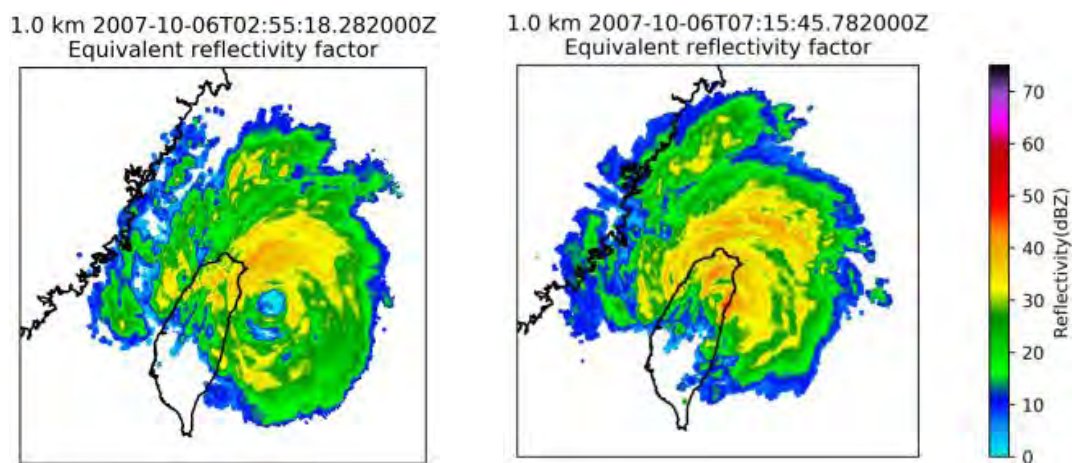 1.0 km 2007-10-06T02:55:18.282000Z
Equivalent reflectivity factor
1.0 km 2007-10-06T07:15:45.782000Z
Equivalent reflectivity factor
70
60
50
40
30
20
10
0
Reflectivity(dBZ)